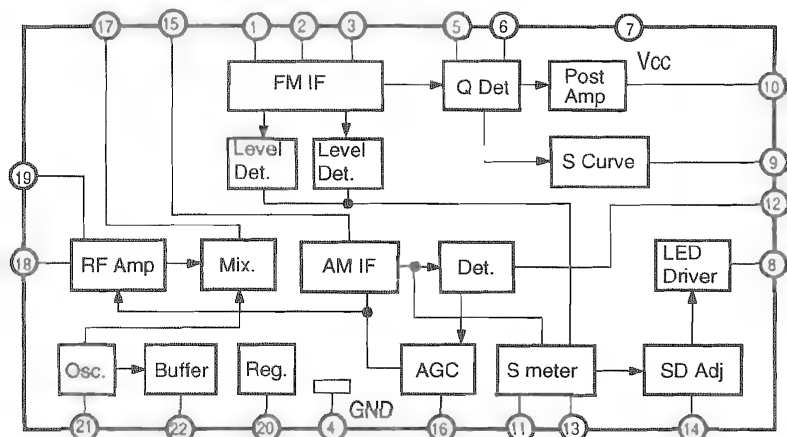 17 15 1 2 3 5 6 7
FM IF
Q Det
Post
Amp
Vcc
10
Level
Det.
Level
Det.
S Curve
9
19
12
18
RF Amp
Mix.
AM IF
Det.
LED
Driver
8
Osc.
Buffer
Reg.
GND
AGC
S meter
SD Adj
21 22 20 4 16 11 13 14